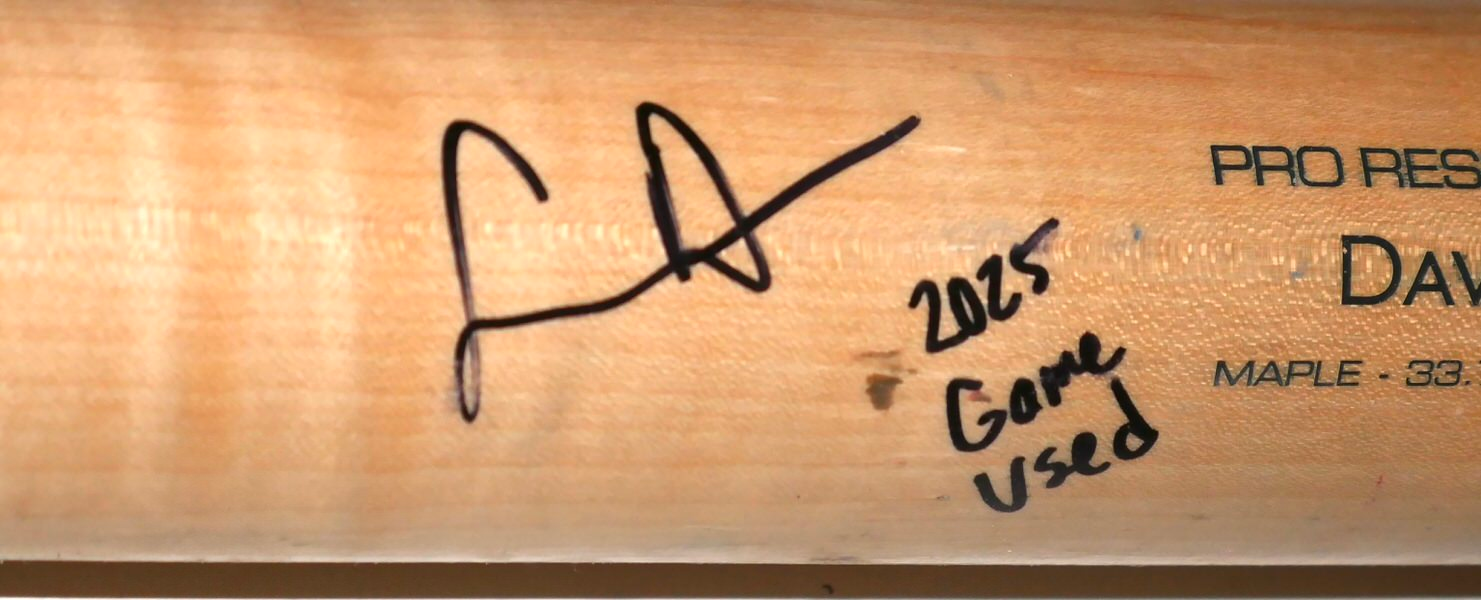 2025
Game
Used
PRO RES
DAV
MAPLE - 33.